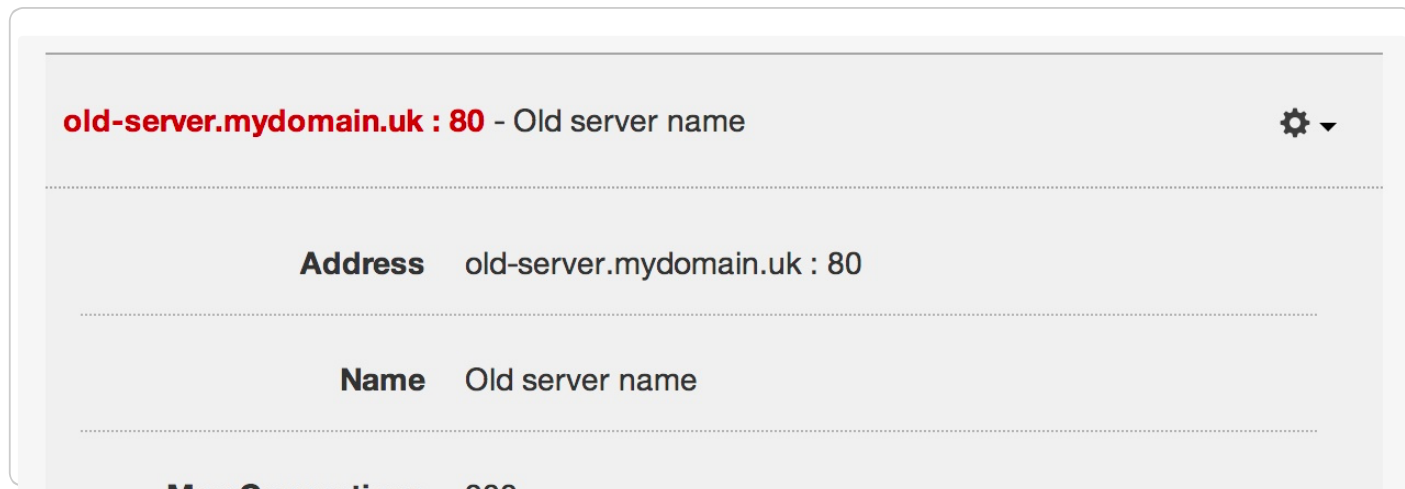 old-server.mydomain.uk : 80 - Old server name
Address old-server.mydomain.uk : 80
Name Old server name